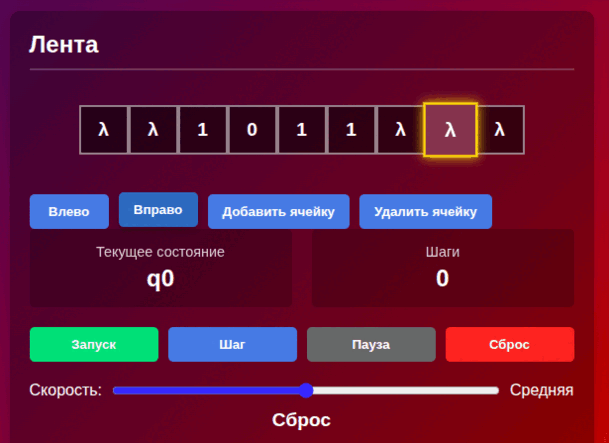 Лента
λ λ 1 0 1 1 λ λ λ
Влево Вправо Добавить ячейку Удалить ячейку
Текущее состояние Шаги
q0 0
Запуск Шаг Пауза Сброс
Скорость: Средняя
Сброс